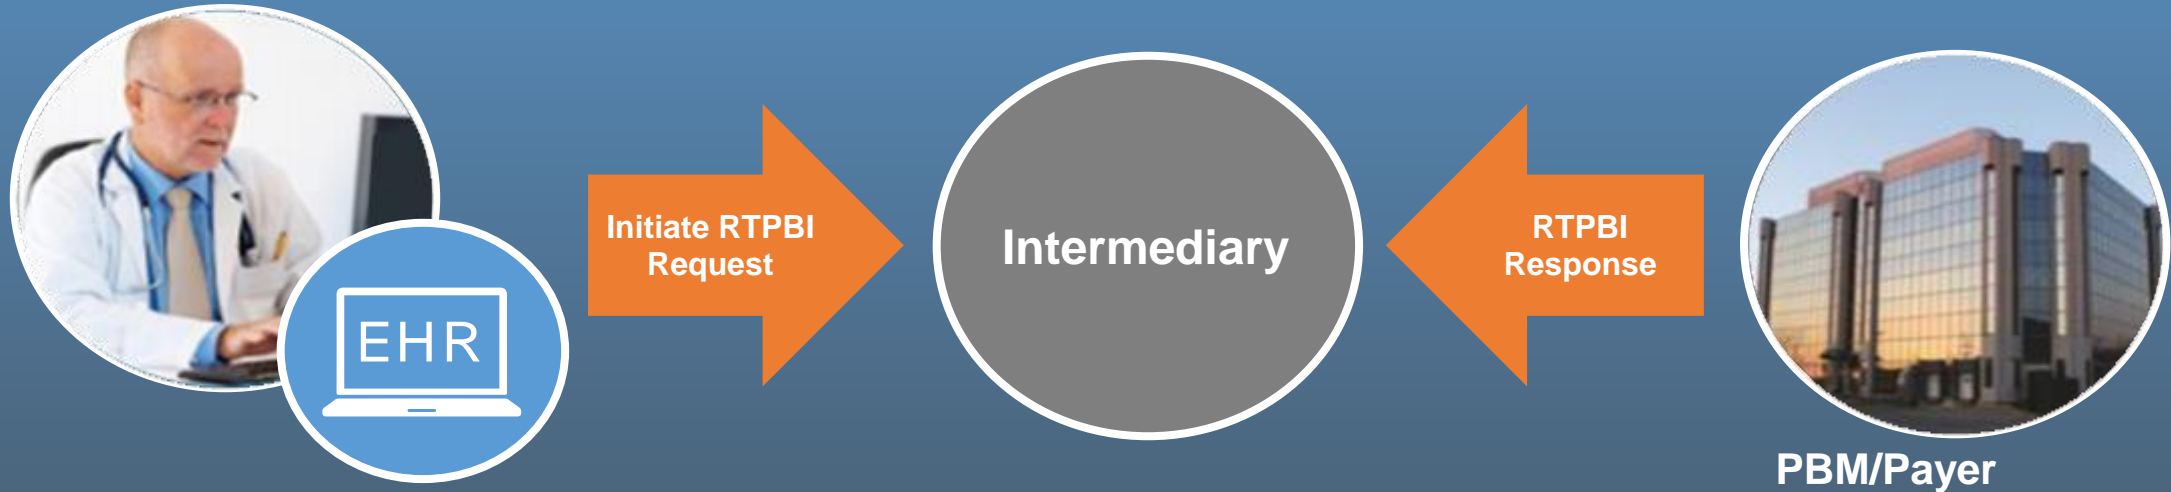 EHR
Initiate RTPBI
Request
Intermediary
RTPBI
Response
PBM/Payer